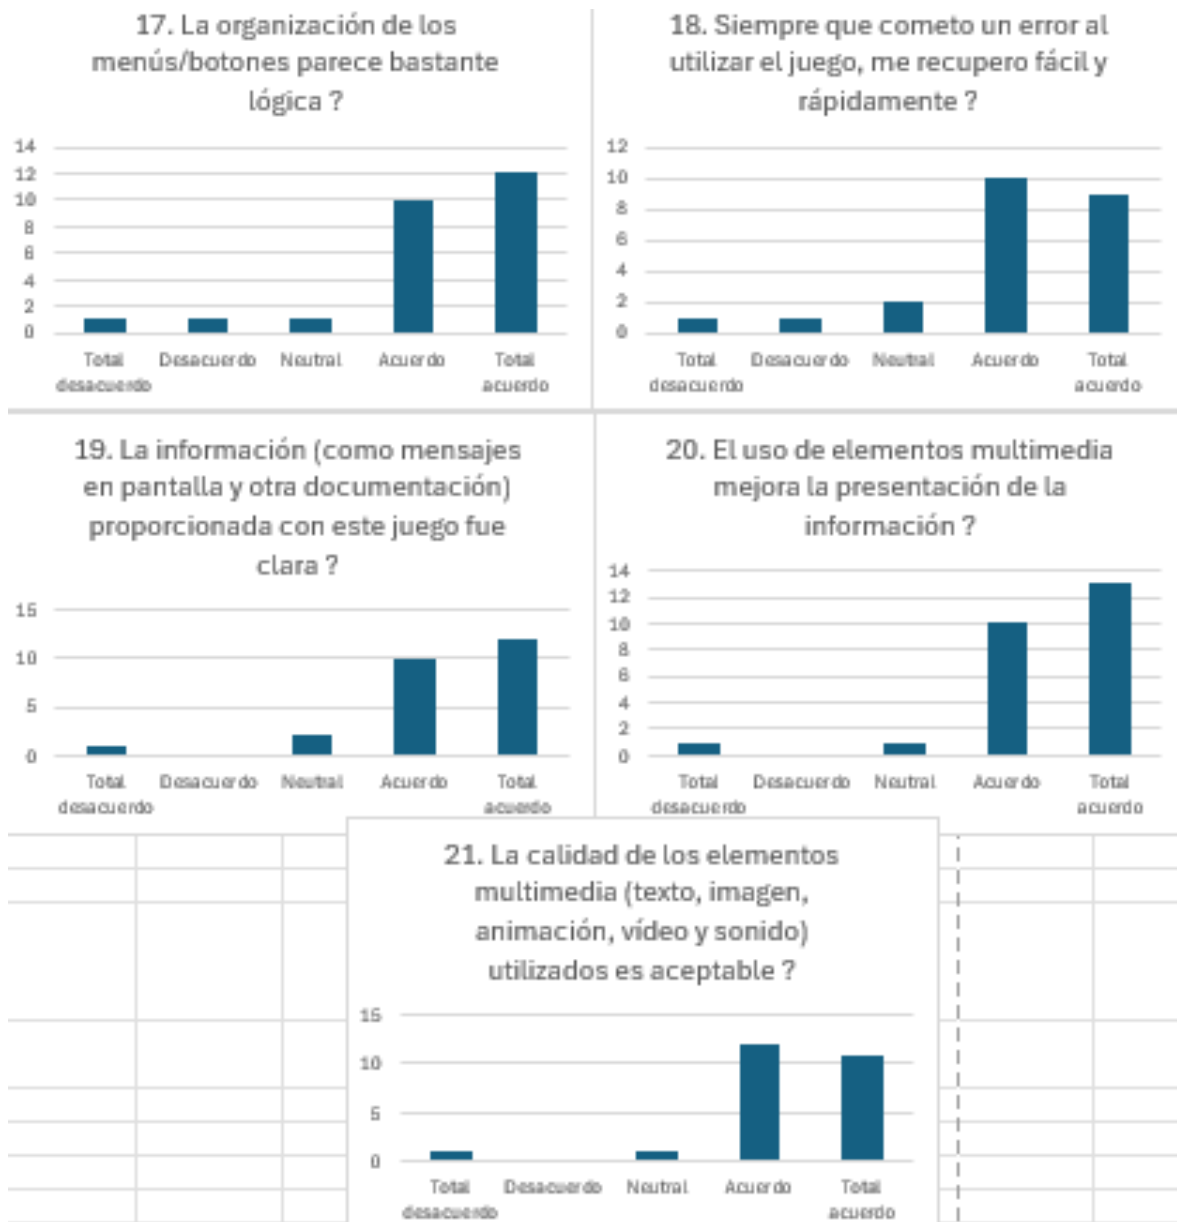 17. La organización de los
menús/botones parece bastante
lógica ?
14
12
10
8
6
4
2
0
Total desacuerdo
Desacuerdo
Neutral
Acuerdo
Total acuerdo
18. Siempre que cometo un error al
utilizar el juego, me recupero fácil y
rápidamente ?
12
10
8
6
4
2
0
Total desacuerdo
Desacuerdo
Neutral
Acuerdo
Total acuerdo
19. La información (como mensajes
en pantalla y otra documentación)
proporcionada con este juego fue
clara ?
15
10
5
0
Total desacuerdo
Desacuerdo
Neutral
Acuerdo
Total acuerdo
20. El uso de elementos multimedia
mejora la presentación de la
información ?
14
12
10
8
6
4
2
0
Total desacuerdo
Desacuerdo
Neutral
Acuerdo
Total acuerdo
21. La calidad de los elementos
multimedia (texto, imagen,
animación, vídeo y sonido)
utilizados es aceptable ?
15
10
5
0
Total desacuerdo
Desacuerdo
Neutral
Acuerdo
Total acuerdo